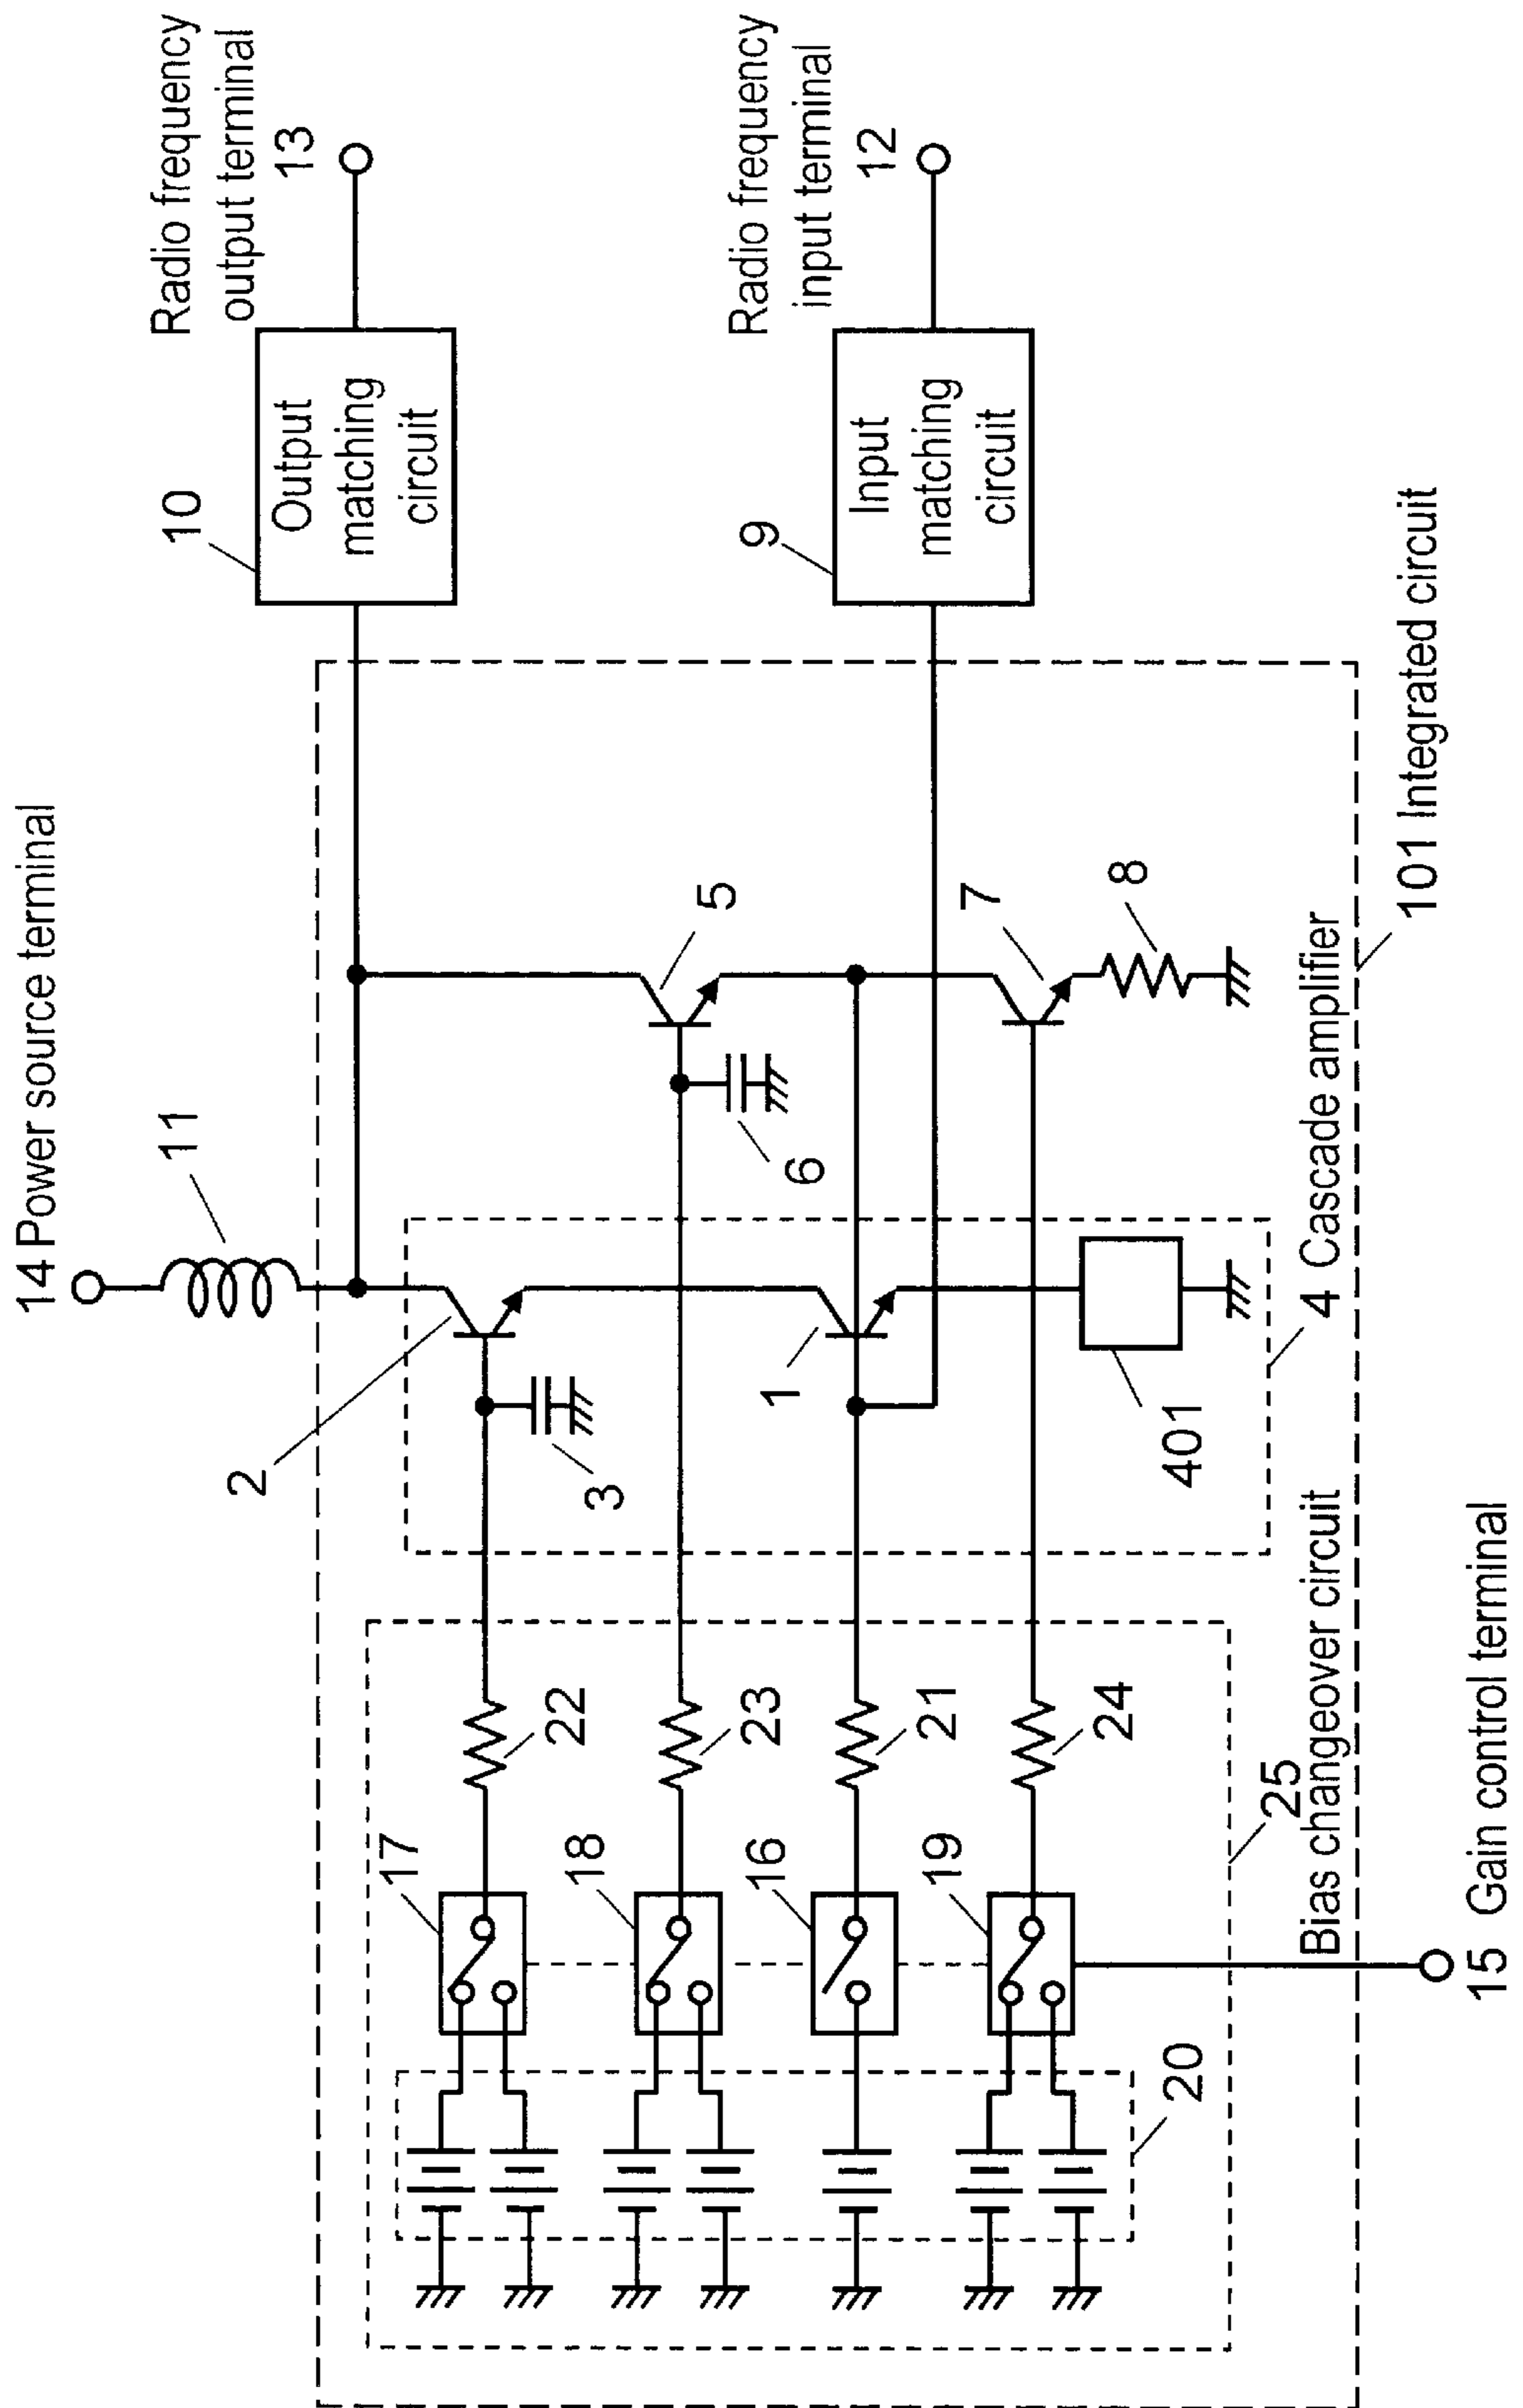 14 Power source terminal
11
Radio frequency
output terminal
13
10
Output
matching
circuit
Radio frequency
input terminal
12
9
Input
matching
circuit
2
3
5
6
1
7
8
401
4 Cascade amplifier
101 Integrated circuit
17
22
18
23
16
21
19
24
20
25
Bias changeover circuit
15 Gain control terminal